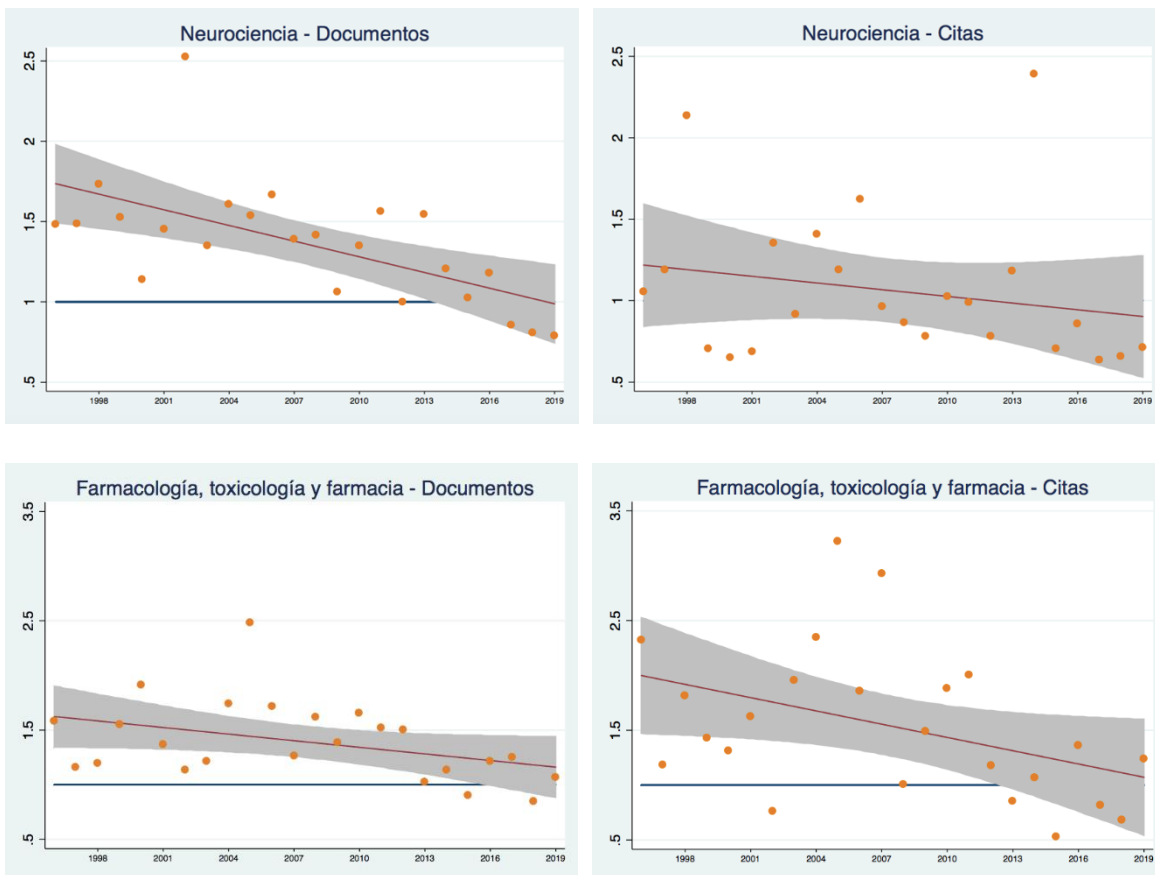 Neurociencia - Documentos
2.5
2
1.5
1
.5
1998 2001 2004 2007 2010 2013 2016 2019
Neurociencia - Citas
2.5
2
1.5
1
.5
1998 2001 2004 2007 2010 2013 2016 2019
Farmacología, toxicología y farmacia - Documentos
3.5
2.5
1.5
.5
1998 2001 2004 2007 2010 2013 2016 2019
Farmacología, toxicología y farmacia - Citas
3.5
2.5
1.5
.5
1998 2001 2004 2007 2010 2013 2016 2019